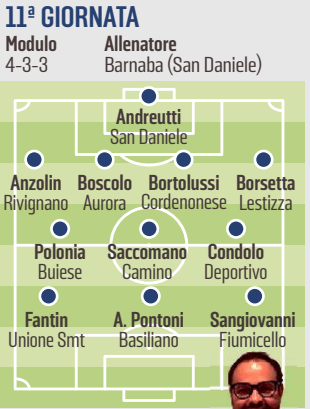 11ª GIORNATA
Modulo Allenatore
4-3-3 Barnaba (San Daniele)
Andreutti
San Daniele
Anzolin Boscolo Bortolussi Borsetta
Rivignano Aurora Cordenonese Lestizza
Polonia Saccomano Condolo
Buiese Camino Deportivo
Fantin A. Pontoni Sangiovanni
Unione Smt Basiliano Fiumicello